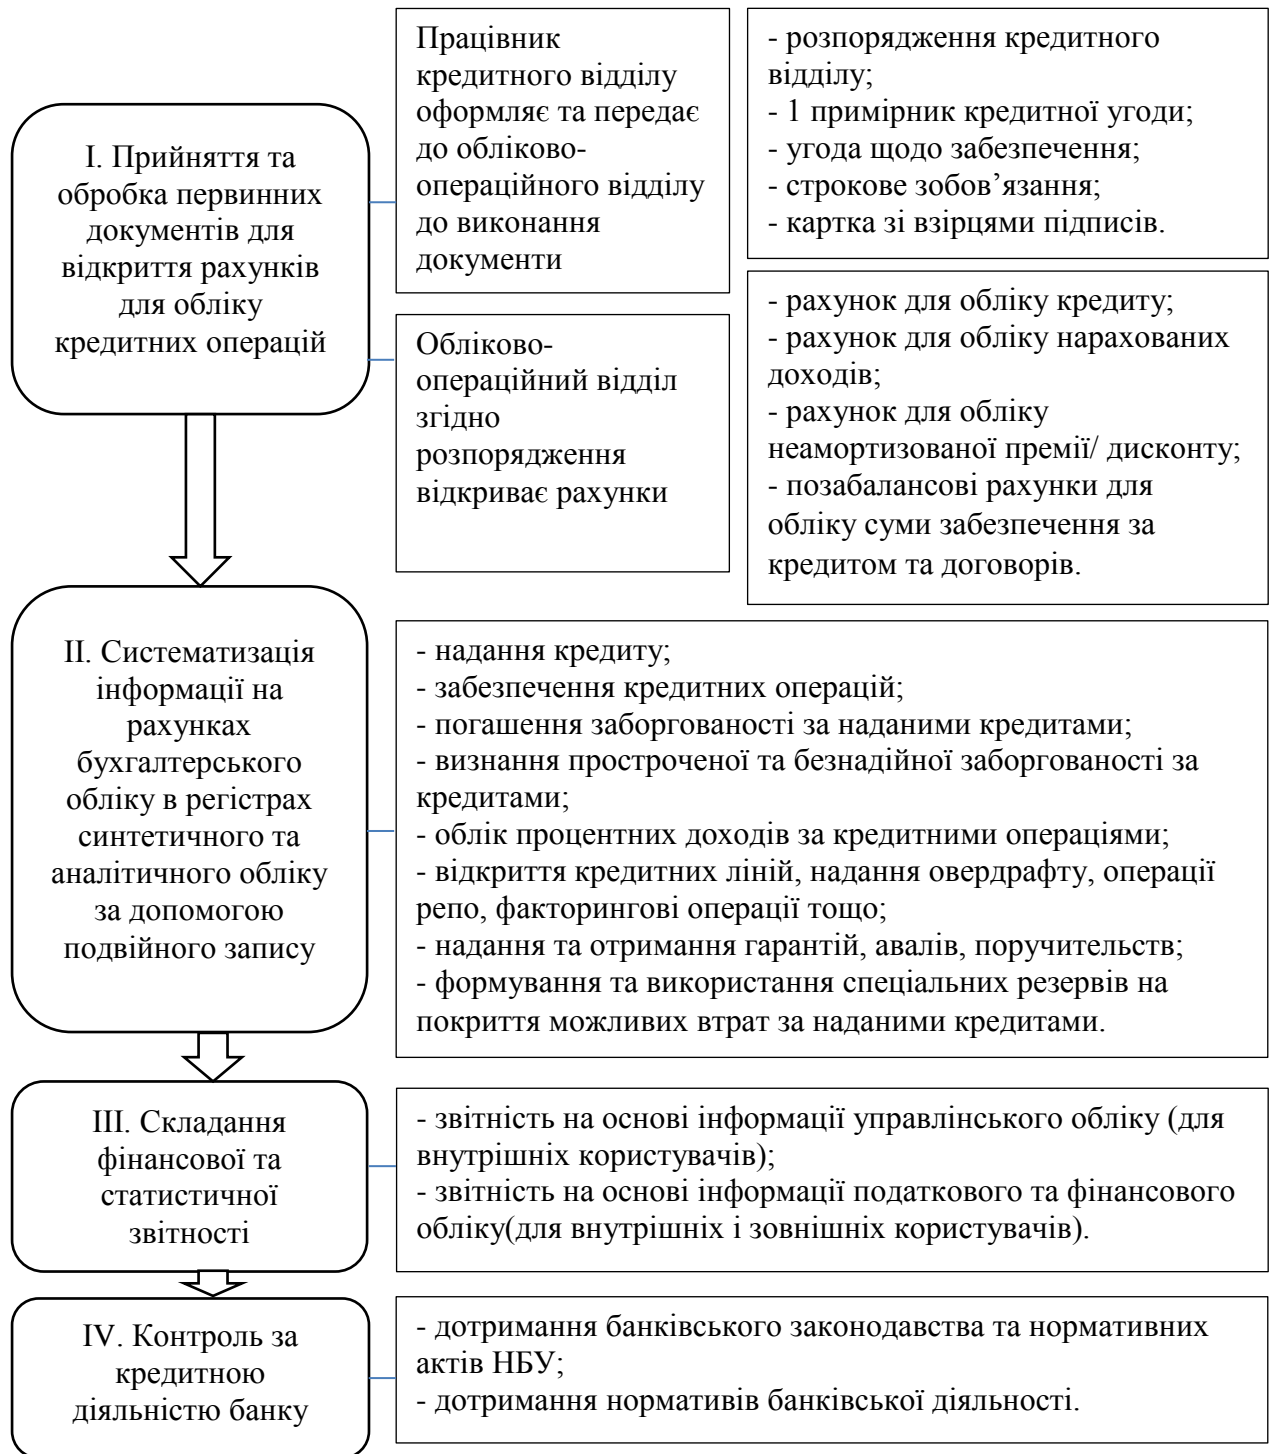 І. Прийняття та
обробка первинних
документів для
відкриття рахунків
для обліку
кредитних операцій
Працівник
кредитного відділу
оформляє та передає
до обліково-
операційного відділу
до виконання
документи
- розпорядження кредитного
відділу;
- 1 примірник кредитної угоди;
- угода щодо забезпечення;
- строкове зобов’язання;
- картка зі взірцями підписів.
Обліково-
операційний відділ
згідно
розпорядження
відкриває рахунки
- рахунок для обліку кредиту;
- рахунок для обліку нарахованих
доходів;
- рахунок для обліку
неамортизованої премії/ дисконту;
- позабалансові рахунки для
обліку суми забезпечення за
кредитом та договорів.
ІІ. Систематизація
інформації на
рахунках
бухгалтерського
обліку в регістрах
синтетичного та
аналітичного обліку
за допомогою
подвійного запису
- надання кредиту;
- забезпечення кредитних операцій;
- погашення заборгованості за наданими кредитами;
- визнання простроченої та безнадійної заборгованості за
кредитами;
- облік процентних доходів за кредитними операціями;
- відкриття кредитних ліній, надання овердрафту, операції
репо, факторингові операції тощо;
- надання та отримання гарантій, авалів, поручительств;
- формування та використання спеціальних резервів на
покриття можливих втрат за наданими кредитами.
ІІІ. Складання
фінансової та
статистичної
звітності
- звітність на основі інформації управлінського обліку (для
внутрішніх користувачів);
- звітність на основі інформації податкового та фінансового
обліку(для внутрішніх і зовнішніх користувачів).
IV. Контроль за
кредитною
діяльністю банку
- дотримання банківського законодавства та нормативних
актів НБУ;
- дотримання нормативів банківської діяльності.